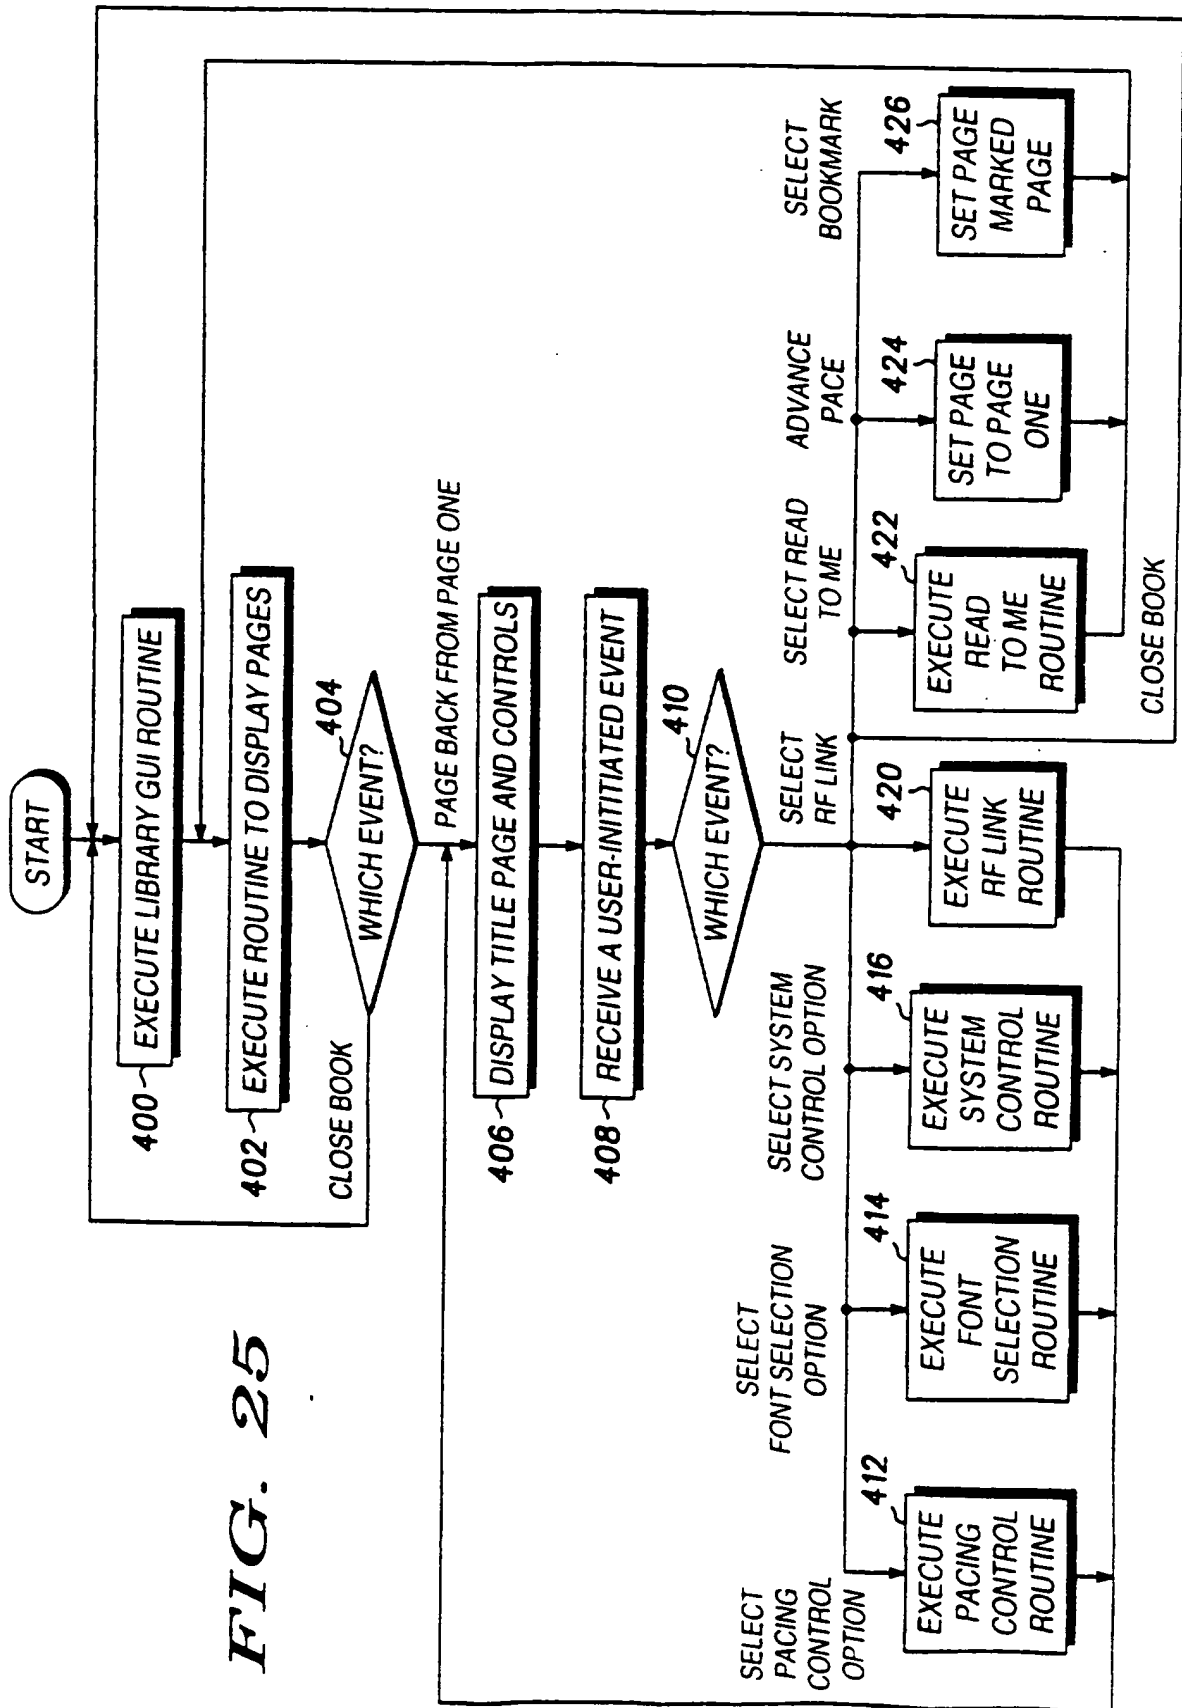 START
EXECUTE LIBRARY GUI ROUTINE
400
EXECUTE ROUTINE TO DISPLAY PAGES
402
WHICH EVENT?
404
CLOSE BOOK
PAGE BACK FROM PAGE ONE
DISPLAY TITLE PAGE AND CONTROLS
406
RECEIVE A USER-INITIATED EVENT
408
WHICH EVENT?
410
SELECT
PACING
CONTROL
OPTION
412
EXECUTE
PACING
CONTROL
ROUTINE
SELECT
FONT SELECTION
OPTION
414
EXECUTE
FONT
SELECTION
ROUTINE
SELECT SYSTEM
CONTROL OPTION
416
EXECUTE
SYSTEM
CONTROL
ROUTINE
SELECT
RF LINK
420
EXECUTE
RF LINK
ROUTINE
CLOSE BOOK
SELECT READ
TO ME
422
EXECUTE
READ
TO ME
ROUTINE
ADVANCE
PACE
424
SET PAGE
TO PAGE
ONE
SELECT
BOOKMARK
426
SET PAGE
MARKED
PAGE
FIG. 25